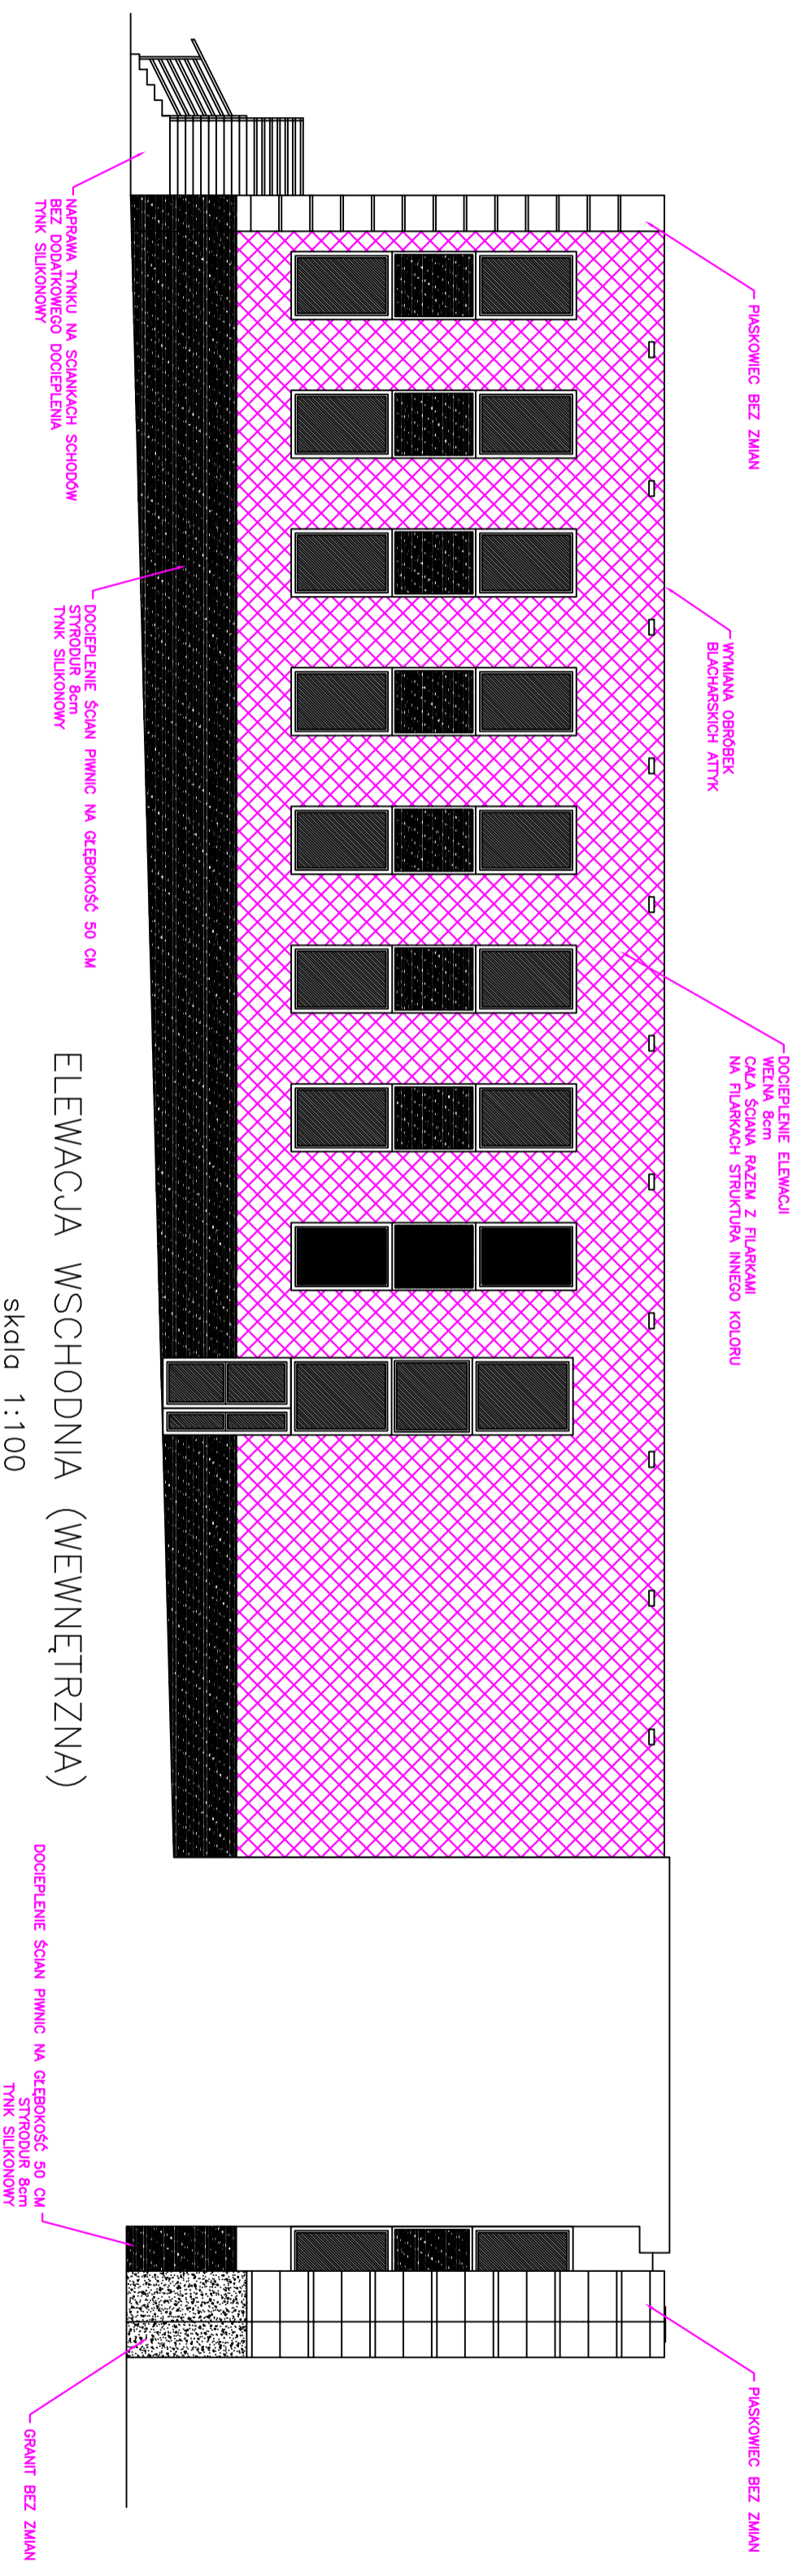 PIASKOWIEC BEZ ZMIAN
WYMIANA OBRÓBEK
BLACHARSKICH ATTYK
DOCIEPLENIE ELEWACJI
WEŁNA 8cm
CAŁA ŚCIANA RAZEM Z FILARKAMI
NA FILARKACH STRUKTURA INNEGO KOLORU
PIASKOWIEC BEZ ZMIAN
NAPRAWA TYNKU NA SCIANKACH SCHODÓW
BEZ DODATKOWEGO DOCIEPLENIA
TYNK SILIKONOWY
DOCIEPLENIE ŚCIAN PIWNIC NA GŁĘBOKOŚĆ 50 CM
STYRODUR 8cm
TYNK SILIKONOWY
ELEWACJA WSCHODNIA (WEWNĘTRZNA)
skala 1:100
DOCIEPLENIE ŚCIAN PIWNIC NA GŁĘBOKOŚĆ 50 CM
STYRODUR 8cm
TYNK SILIKONOWY
GRANIT BEZ ZMIAN